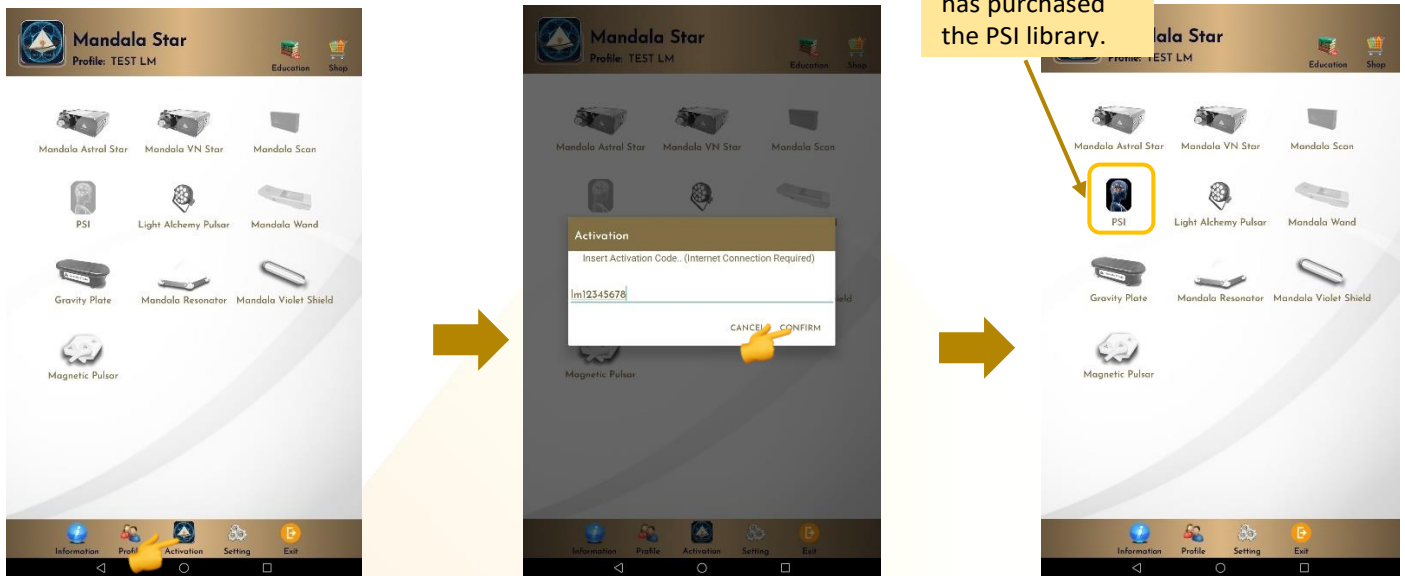 Mandala Star
Profile: TEST LM
Education
Shop
Mandala Astral Star
Mandala VN Star
Mandala Scan
PSI
Light Alchemy Pulsar
Mandala Wand
Gravity Plate
Mandala Resonator
Mandala Violet Shield
Magnetic Pulsar
Information
Activation
Setting
Exit
Mandala Star
Profile: TEST LM
Education
Shop
Mandala Astral Star
Mandala VN Star
Mandala Scan
Activation
Insert Activation Code.. (Internet Connection Required)
lm12345678
CONFIRM
Magnetic Pulsar
Information
Profile
Activation
Setting
Exit
has purchased
the PSI library.
Star
TEST LM
Education
Shop
Mandala Astral Star
Mandala VN Star
Mandala Scan
PSI
Light Alchemy Pulsar
Mandala Wand
Gravity Plate
Mandala Resonator
Mandala Violet Shield
Magnetic Pulsar
Information
Profile
Setting
Exit